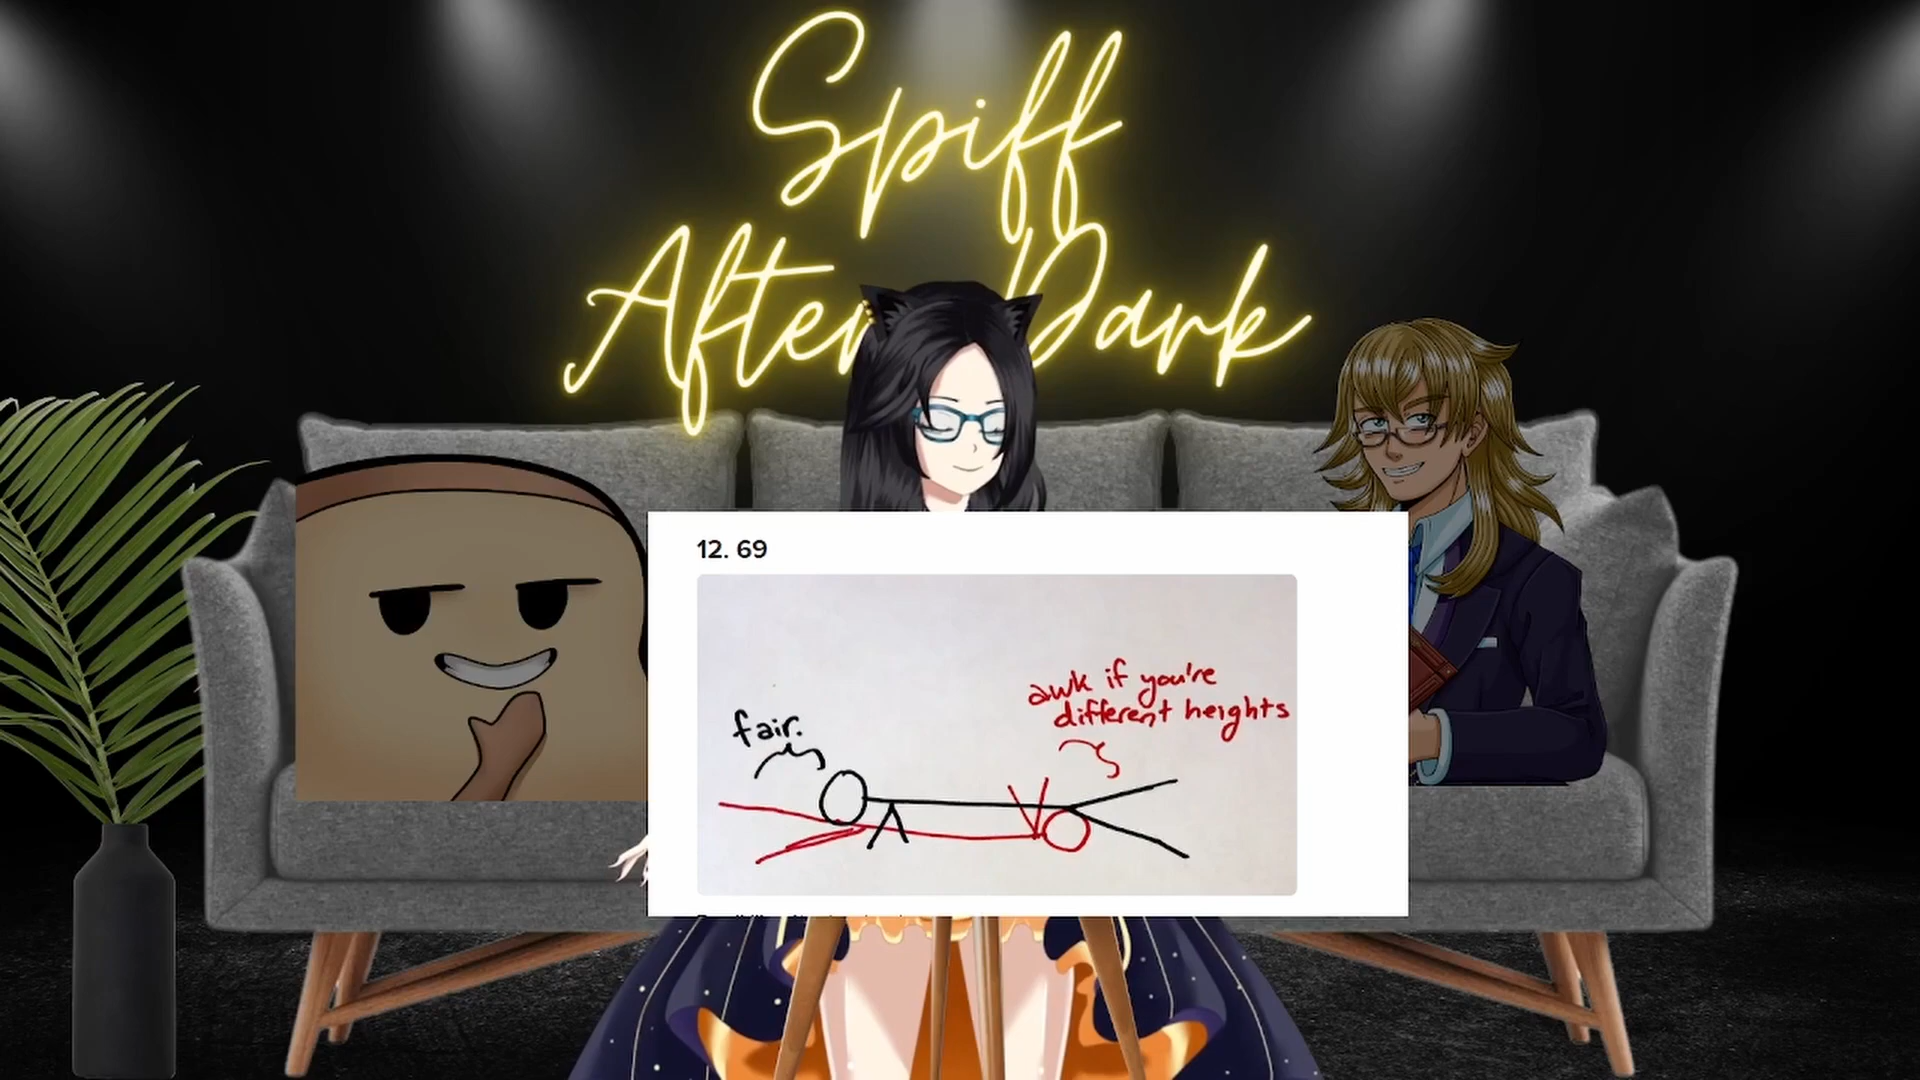 Spiff
After Dark
12. 69
awk if you're
different heights
fair.